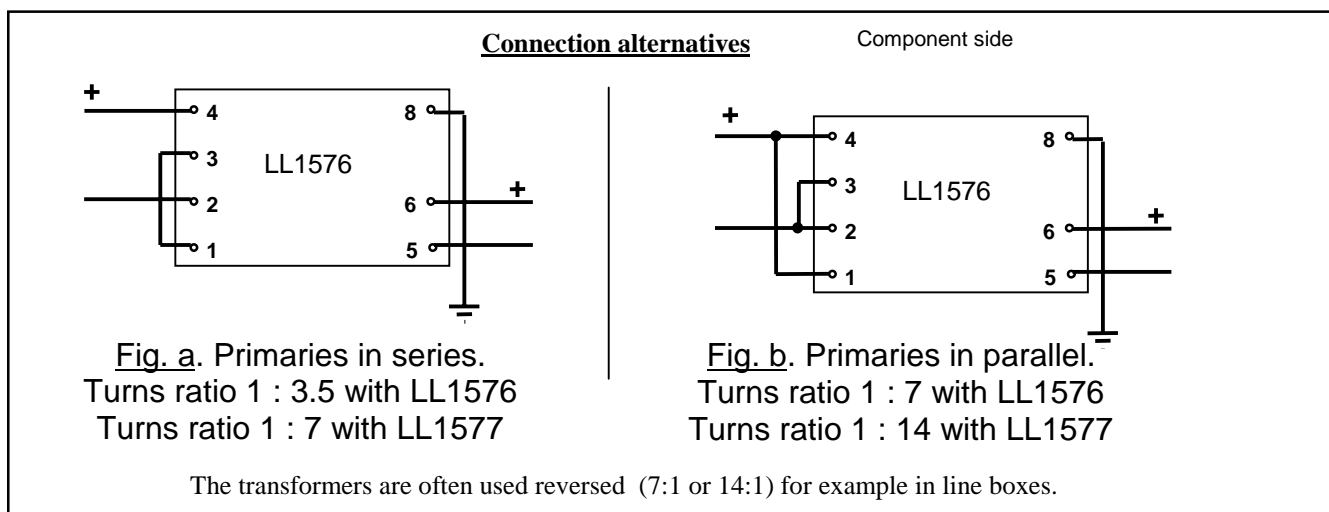 Connection alternatives Component side
+
4
3
2
1
LL1576
8
6
5
+
+
4
3
2
1
LL1576
8
6
5
+
Fig. a. Primaries in series.
Turns ratio 1 : 3.5 with LL1576
Turns ratio 1 : 7 with LL1577
Fig. b. Primaries in parallel.
Turns ratio 1 : 7 with LL1576
Turns ratio 1 : 14 with LL1577
The transformers are often used reversed (7:1 or 14:1) for example in line boxes.